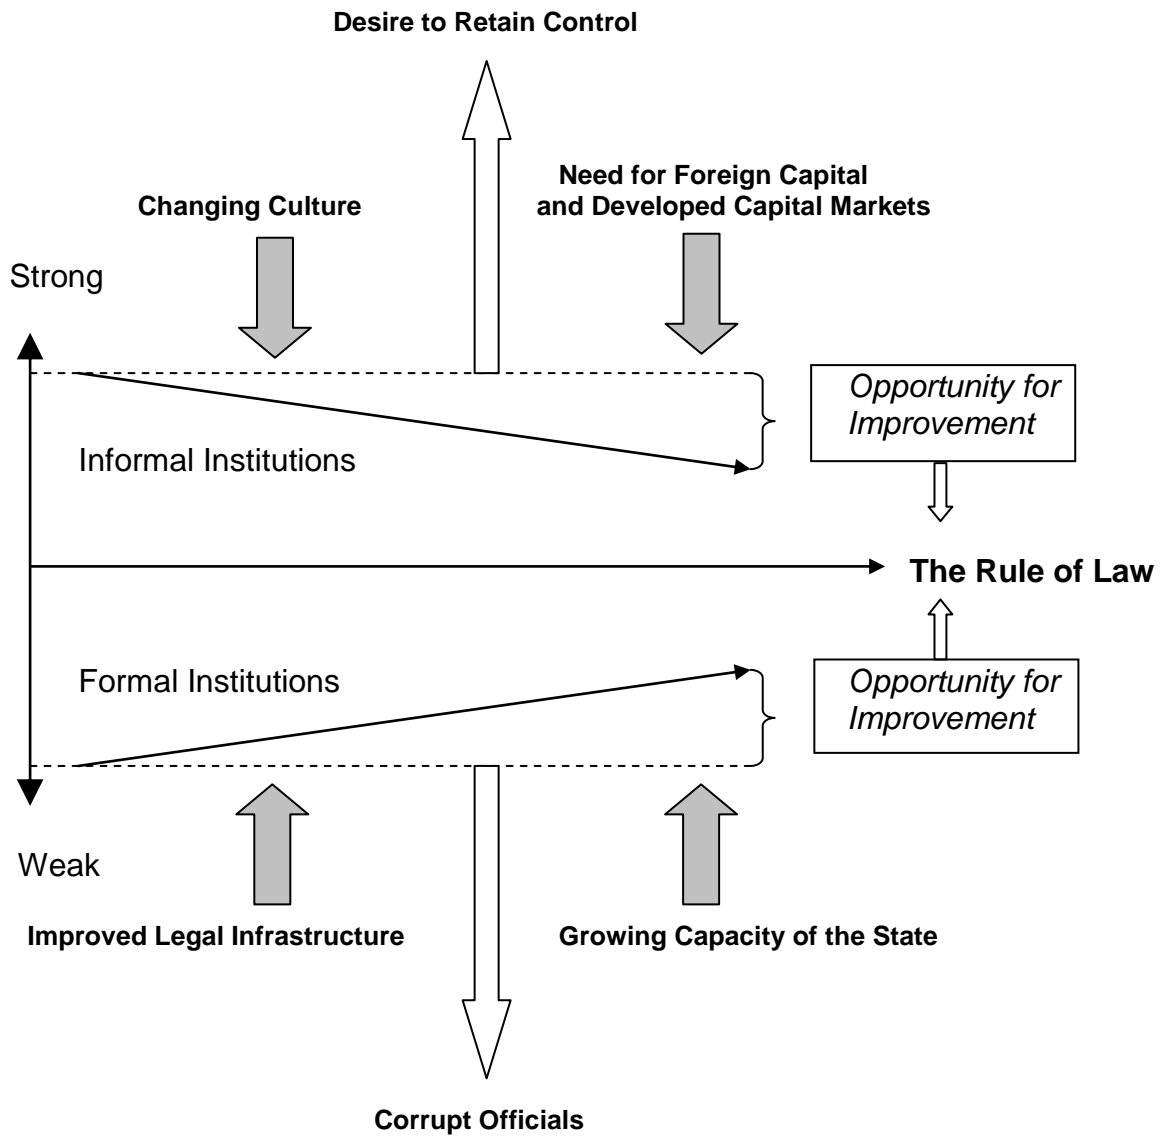 Desire to Retain Control
Need for Foreign Capital
and Developed Capital Markets
Changing Culture
Strong
Opportunity for
Improvement
Informal Institutions
The Rule of Law
Formal Institutions
Opportunity for
Improvement
Weak
Improved Legal Infrastructure
Growing Capacity of the State
Corrupt Officials